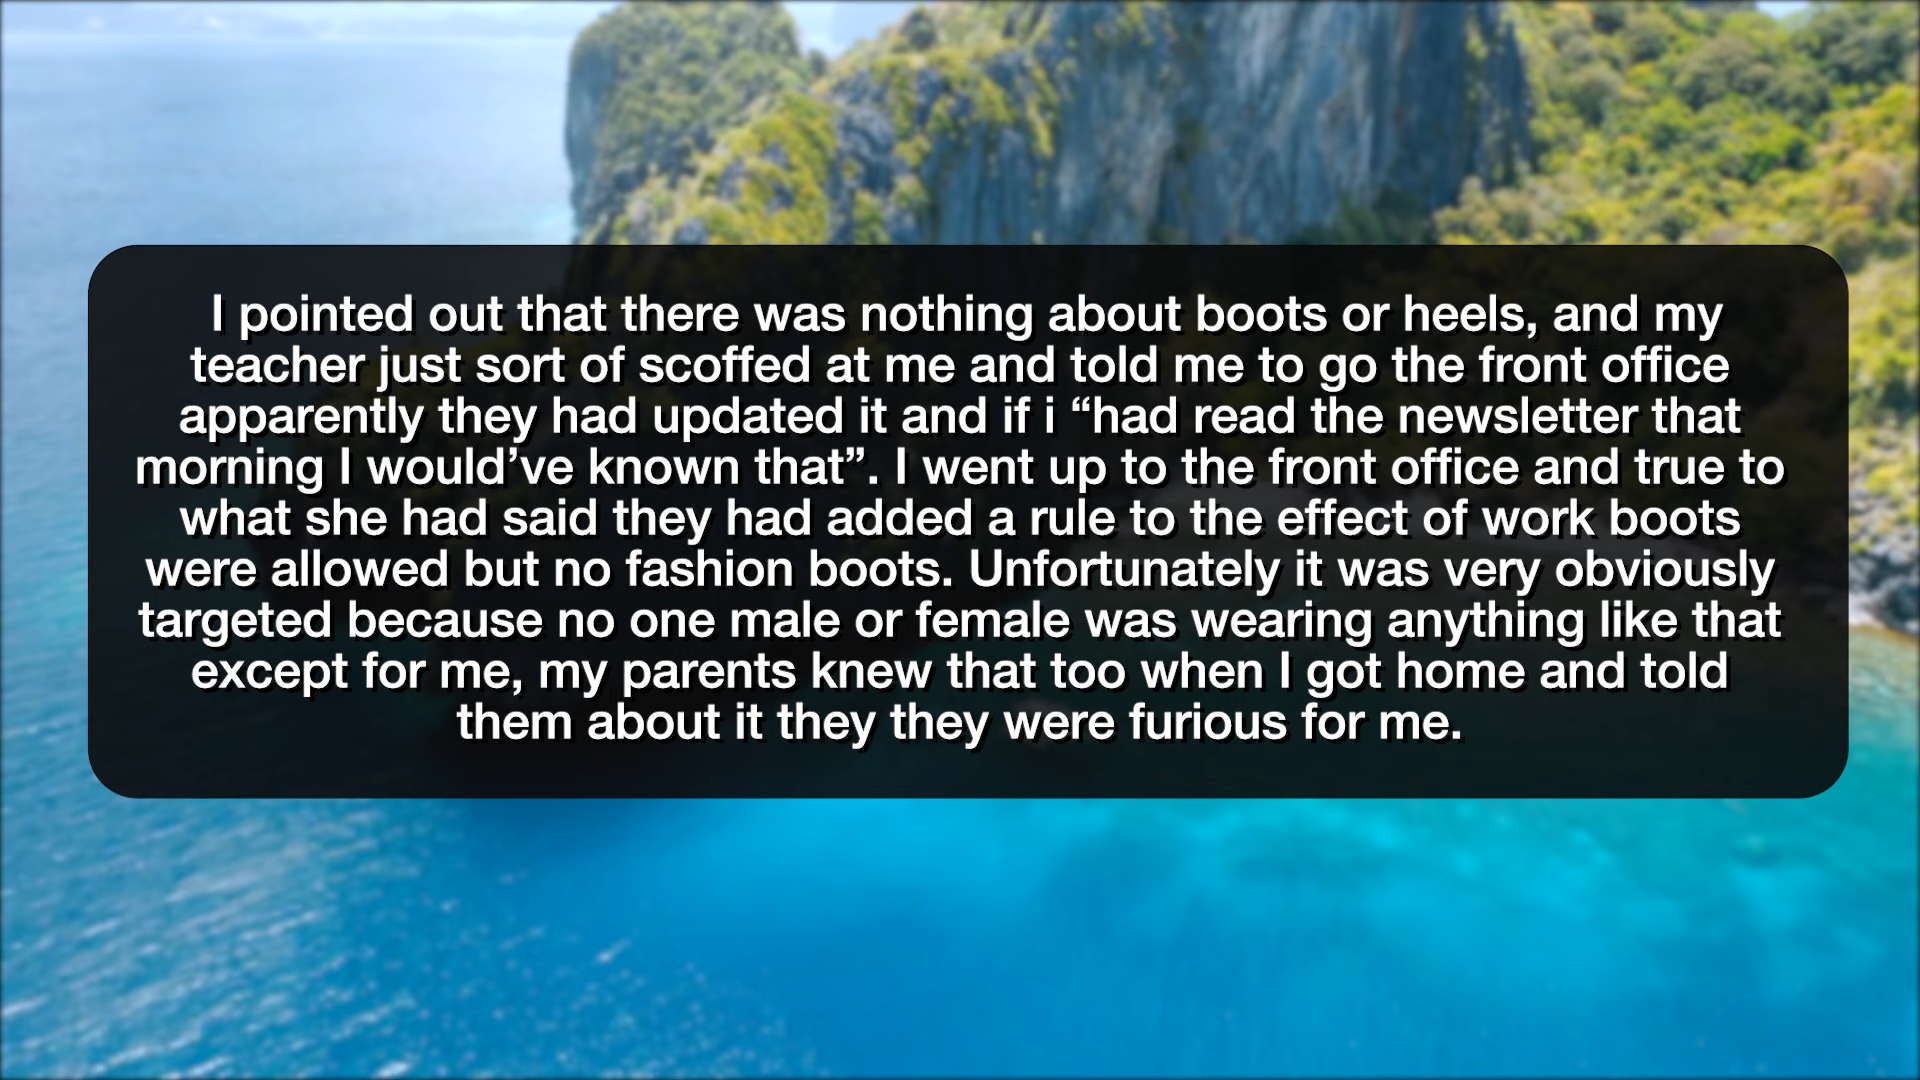 I pointed out that there was nothing about boots or heels, and my
teacher just sort of scoffed at me and told me to go the front office
apparently they had updated it and if i “had read the newsletter that
morning I would’ve known that”. I went up to the front office and true to
what she had said they had added a rule to the effect of work boots
were allowed but no fashion boots. Unfortunately it was very obviously
targeted because no one male or female was wearing anything like that
except for me, my parents knew that too when I got home and told
them about it they they were furious for me.